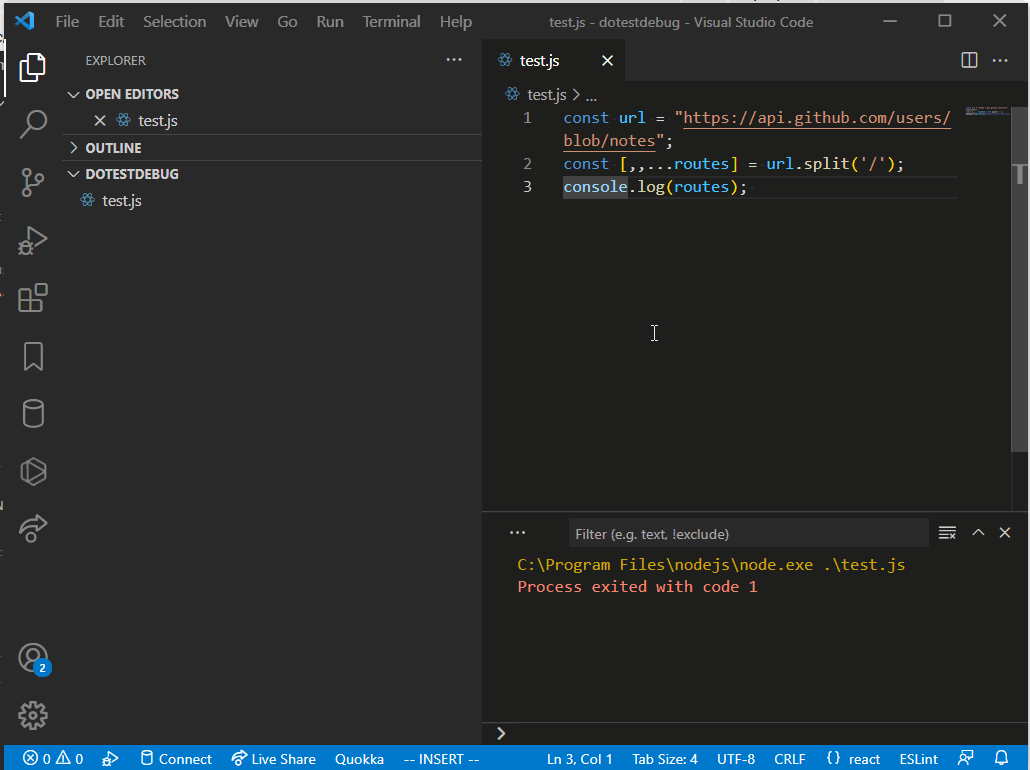 File Edit Selection View Go Run Terminal Help test.js - dotestdebug - Visual Studio Code
EXPLORER
OPEN EDITORS
test.js
OUTLINE
DOTESTDEBUG
test.js
test.js
test.js > ...
1 const url = "https://api.github.com/users/
blob/notes";
2 const [,,...routes] = url.split('/');
3 console.log(routes);
Filter (e.g. text, !exclude)
C:\Program Files\nodejs\node.exe .\test.js
Process exited with code 1
2
0 0 Connect Live Share Quokka -- INSERT -- Ln 3, Col 1 Tab Size: 4 UTF-8 CRLF {} react ESLint